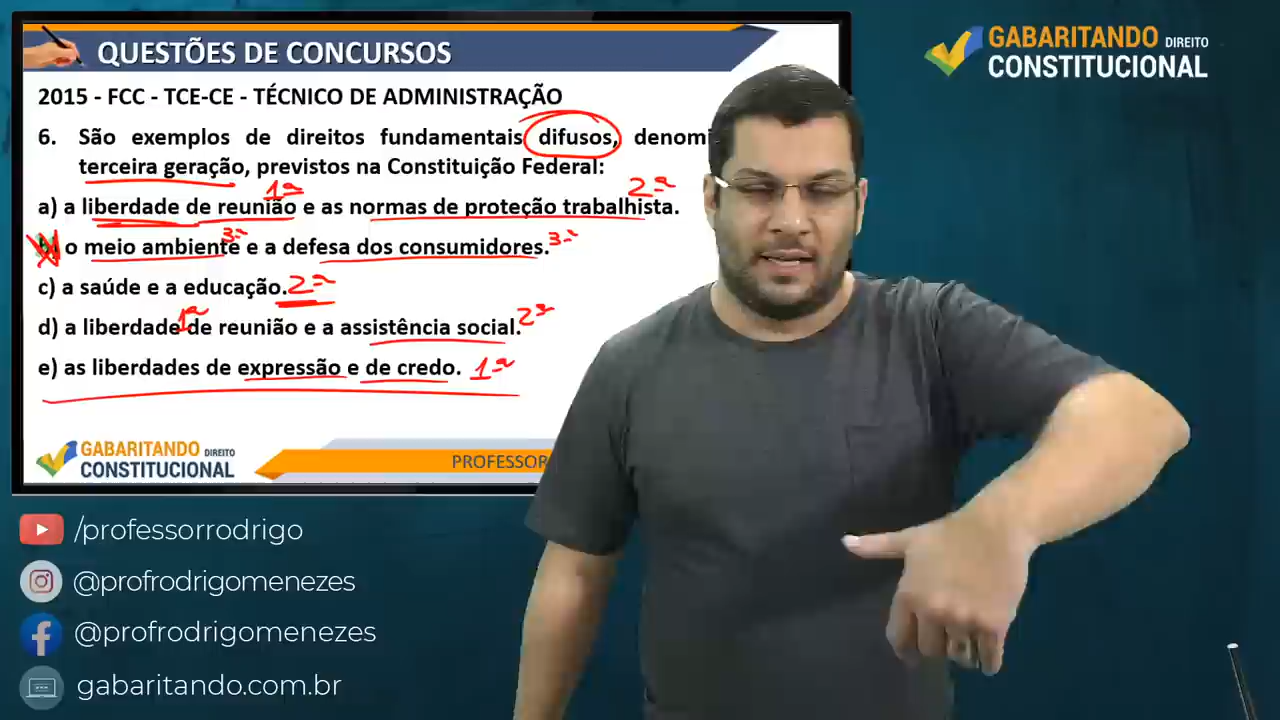 QUESTÕES DE CONCURSOS
GABARITANDO DIREITO
CONSTITUCIONAL
2015 - FCC - TCE-CE - TÉCNICO DE ADMINISTRAÇÃO
6. São exemplos de direitos fundamentais difusos, denomi
terceira geração, previstos na Constituição Federal:
1ª 2ª
a) a liberdade de reunião e as normas de proteção trabalhista.
3ª 3ª
o meio ambiente e a defesa dos consumidores.
c) a saúde e a educação. 2ª
1ª 2ª
d) a liberdade de reunião e a assistência social.
e) as liberdades de expressão e de credo. 1ª
GABARITANDO DIREITO
CONSTITUCIONAL
PROFESSOR
/professorrodrigo
@profrodrigomenezes
@profrodrigomenezes
gabaritando.com.br